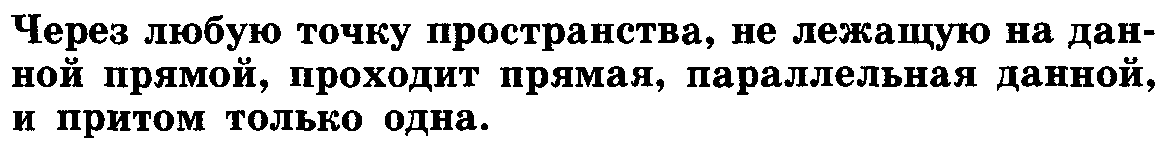 Через любую точку пространства, не лежащую на дан-
ной прямой, проходит прямая, параллельная данной,
и притом только одна.